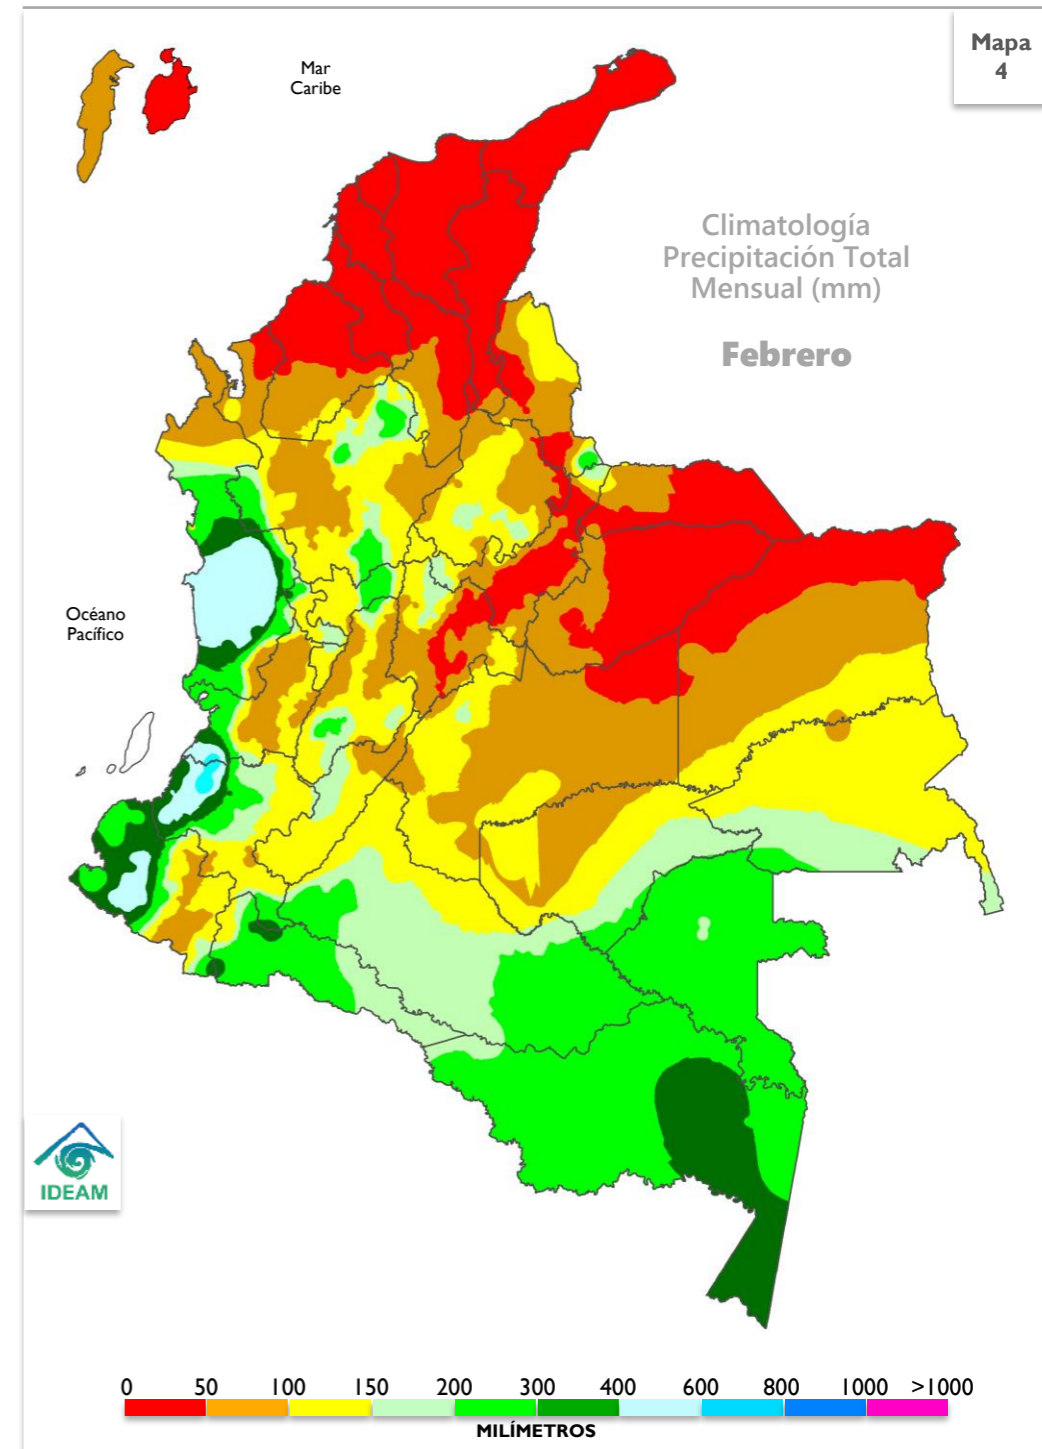 Mapa
4
Mar
Caribe
Climatología
Precipitación Total
Mensual (mm)
Febrero
Océano
Pacífico
IDEAM
0 50 100 150 200 300 400 600 800 1000 >1000
MILÍMETROS